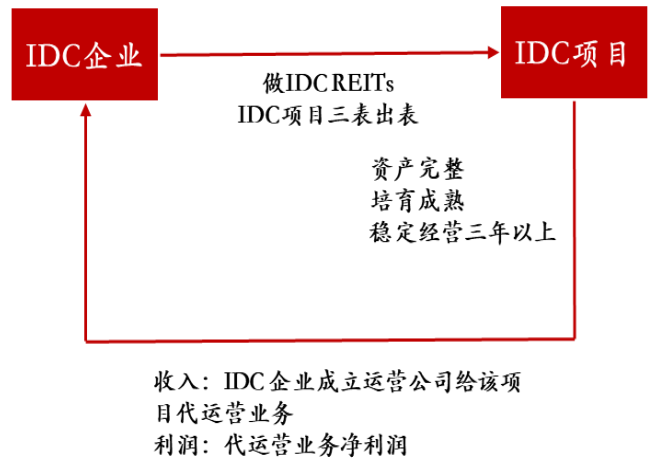 IDC企业
IDC项目
做IDC REITs
IDC项目三表出表
资产完整
培育成熟
稳定经营三年以上
收入：IDC企业成立运营公司给该项
目代运营业务
利润：代运营业务净利润